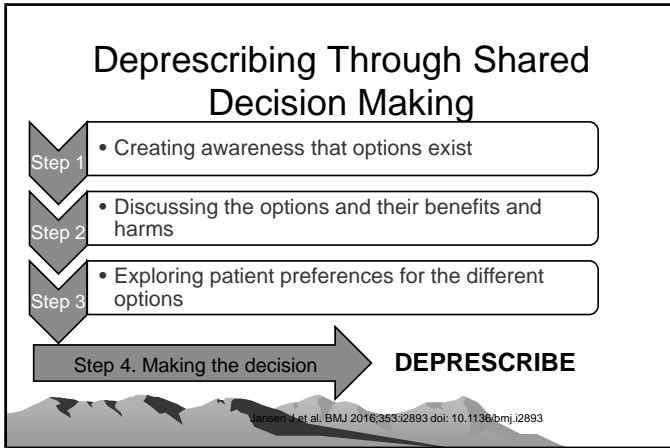 Deprescribing Through Shared
Decision Making
Step 1
• Creating awareness that options exist
Step 2
• Discussing the options and their benefits and
harms
Step 3
• Exploring patient preferences for the different
options
Step 4. Making the decision
DEPRESCRIBE
Jansen J et al. BMJ 2016;353:i2893 doi: 10.1136/bmj.i2893